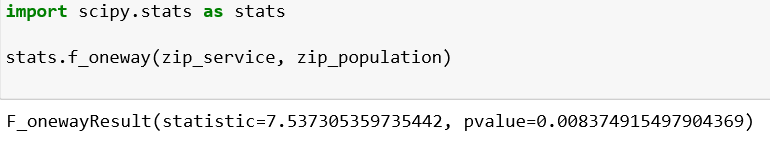 import scipy.stats as stats
stats.f_oneway(zip_service, zip_population)
F_onewayResult(statistic=7.537305359735442, pvalue=0.008374915497904369)